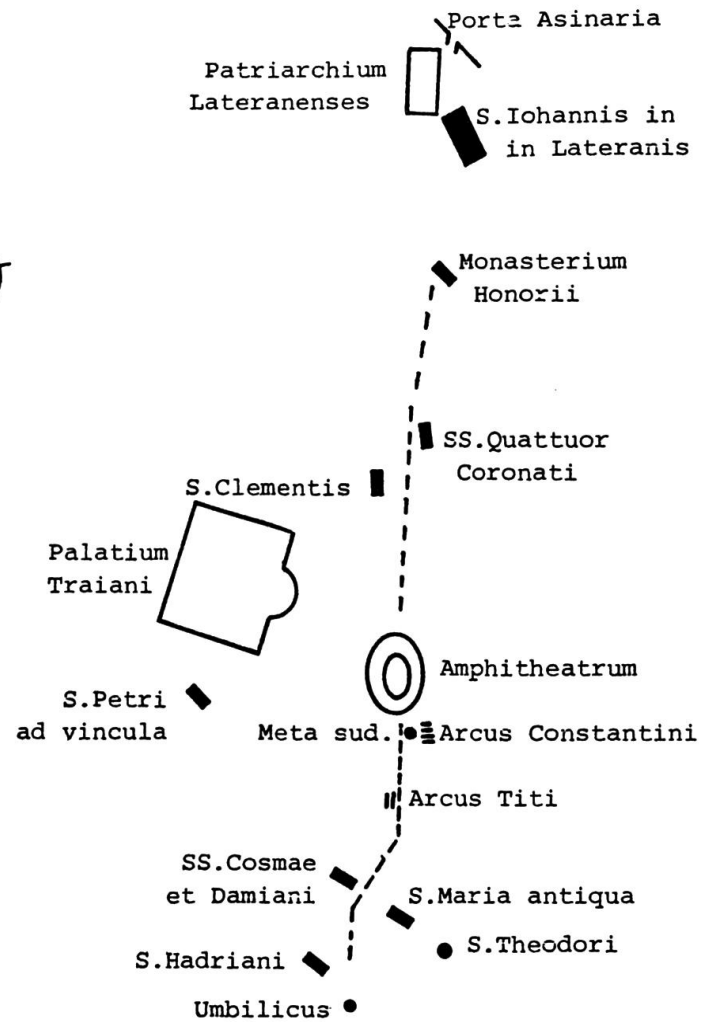 Porta Asinaria
Patriarchium
Lateranenses
S.Iohannis in
in Lateranis
Monasterium
Honorii
SS.Quattuor
Coronati
S.Clementis
Palatium
Traiani
Amphitheatrum
S.Petri
ad vincula
Meta sud.
Arcus Constantini
Arcus Titi
SS.Cosmae
et Damiani
S.Maria antiqua
S.Theodori
S.Hadriani
Umbilicus